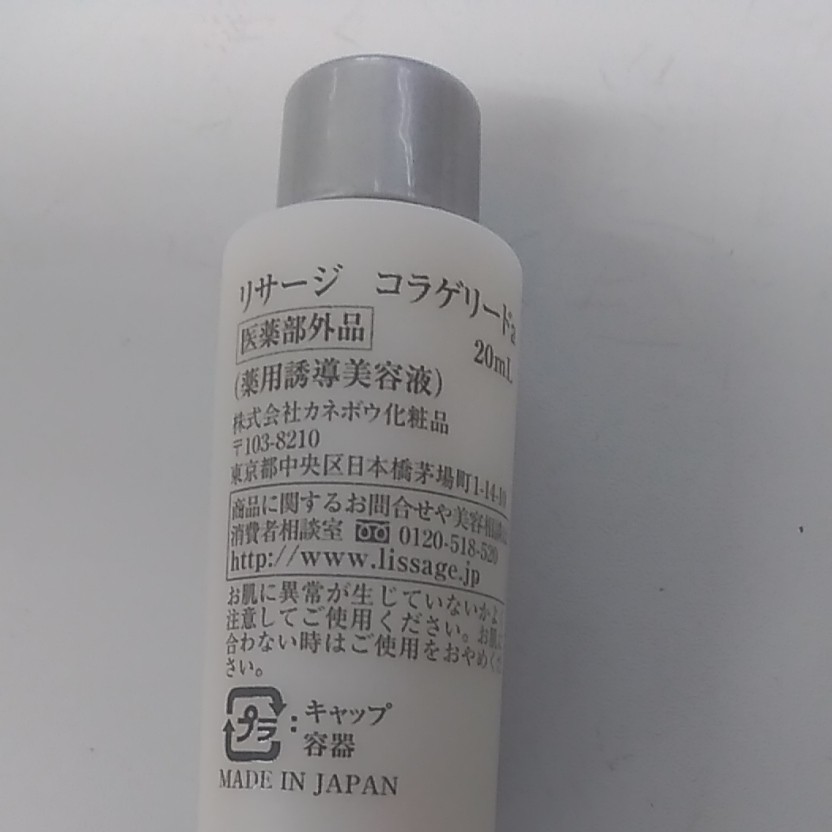 リサージ コラゲリードa
医薬部外品
20mL
(薬用誘導美容液)
株式会社カネボウ化粧品
〒103-8210
東京都中央区日本橋茅場町1-14-10
商品に関するお問合せや美容相談は
消費者相談室 0120-518-520
http://www.lissage.jp
お肌に異常が生じていないかよ
注意してご使用ください。お肌に
合わない時はご使用をおやめくだ
さい。
プラ:キャップ
容器
MADE IN JAPAN